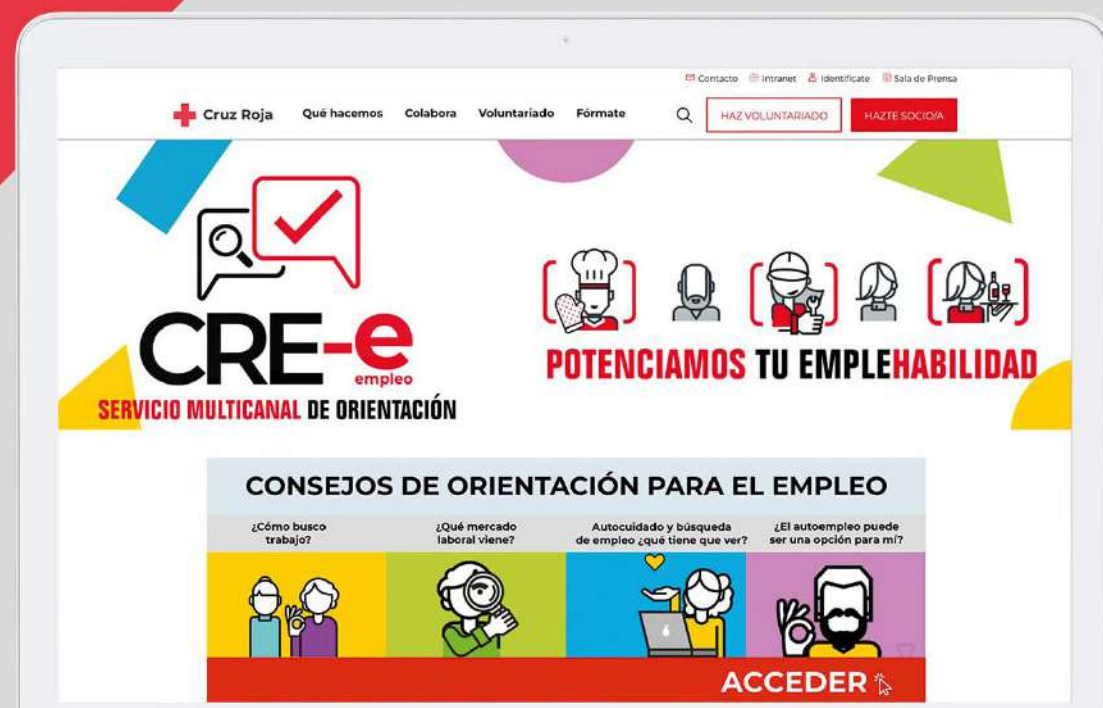 Contacto Intranet Identifícate Sala de Prensa
Cruz Roja Qué hacemos Colabora Voluntariado Fórmate HAZ VOLUNTARIADO HAZTE SOCIO/A
CRE-e
empleo
SERVICIO MULTICANAL DE ORIENTACIÓN
POTENCIAMOS TU EMPLEHABILIDAD
CONSEJOS DE ORIENTACIÓN PARA EL EMPLEO
¿Cómo busco
trabajo?
¿Qué mercado
laboral viene?
Autocuidado y búsqueda
de empleo ¿qué tiene que ver?
¿El autoempleo puede
ser una opción para mí?
ACCEDER